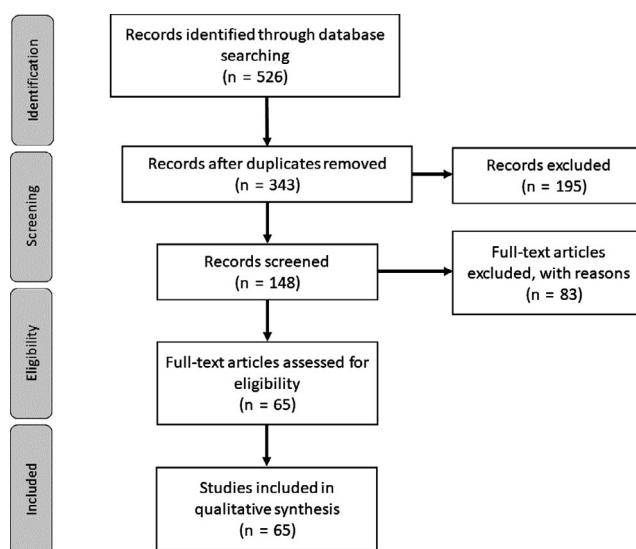 Identification
Records identified through database
searching
(n = 526)
Screening
Records after duplicates removed
(n = 343)
Records excluded
(n = 195)
Records screened
(n = 148)
Full-text articles
excluded, with reasons
(n = 83)
Eligibility
Full-text articles assessed for
eligibility
(n = 65)
Included
Studies included in
qualitative synthesis
(n = 65)